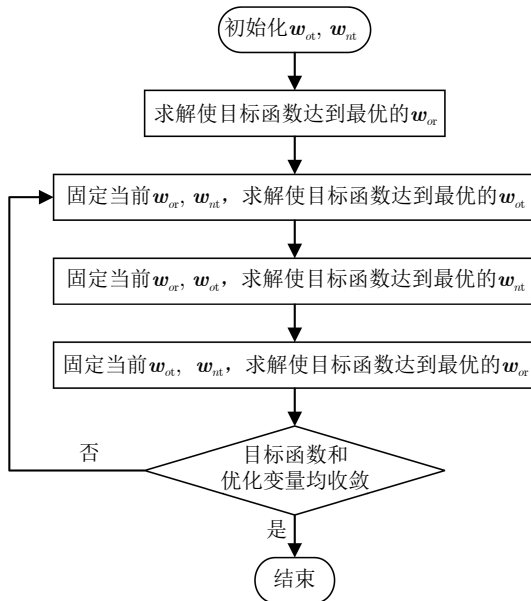 初始化w_ot, w_nt
求解使目标函数达到最优的w_or
固定当前w_or, w_nt，求解使目标函数达到最优的w_ot
固定当前w_or, w_ot，求解使目标函数达到最优的w_nt
固定当前w_ot, w_nt，求解使目标函数达到最优的w_or
否
目标函数和
优化变量均收敛
是
结束